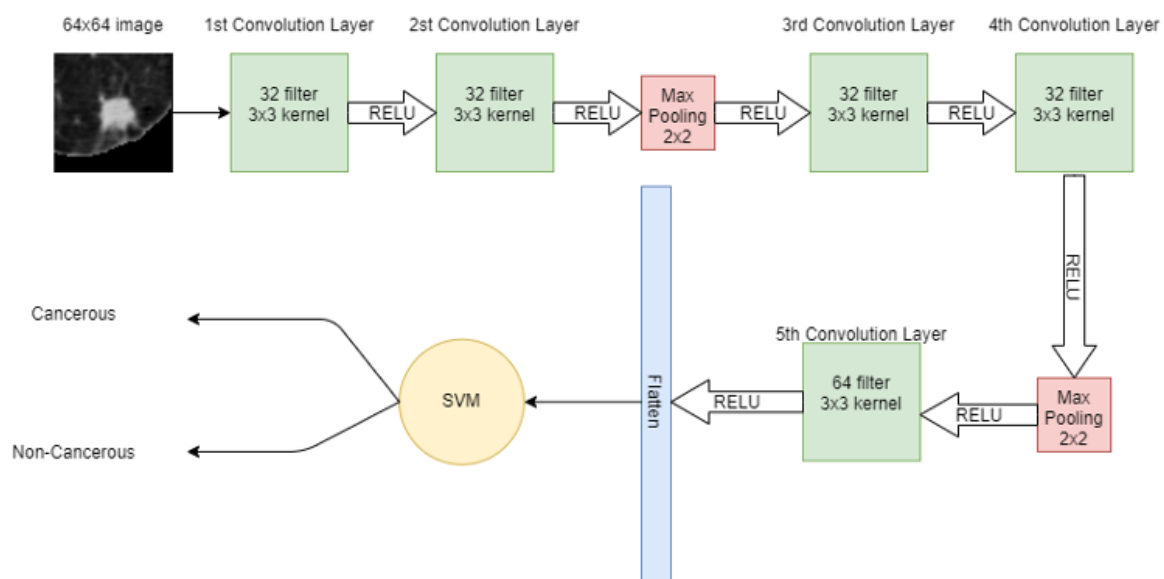 64x64 image
1st Convolution Layer
2st Convolution Layer
3rd Convolution Layer
4th Convolution Layer
32 filter
3x3 kernel
RELU
32 filter
3x3 kernel
RELU
Max
Pooling
2x2
RELU
32 filter
3x3 kernel
RELU
32 filter
3x3 kernel
RELU
Max
Pooling
2x2
RELU
5th Convolution Layer
64 filter
3x3 kernel
RELU
Flatten
SVM
Cancerous
Non-Cancerous